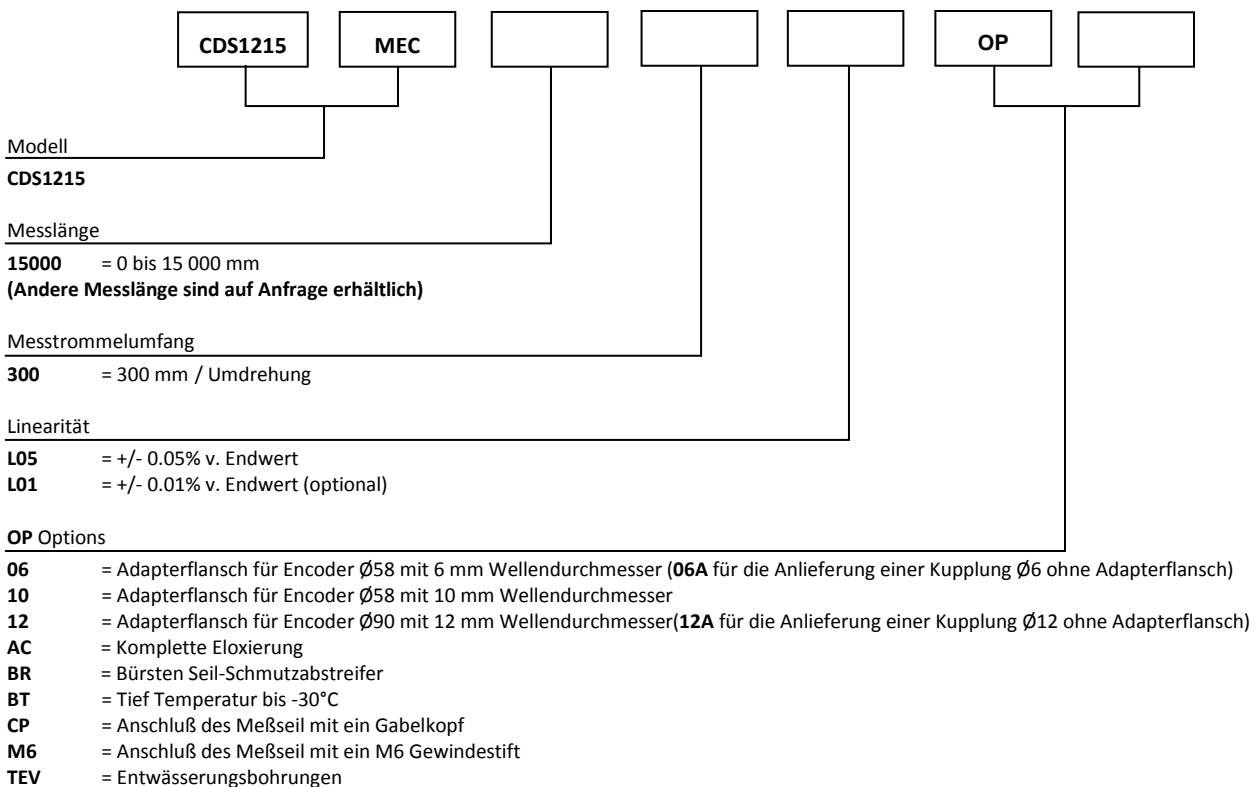 CDS1215 MEC OP
Modell
CDS1215
Messlänge
15000 = 0 bis 15 000 mm
(Andere Messlänge sind auf Anfrage erhältlich)
Messtrommelumfang
300 = 300 mm / Umdrehung
Linearität
L05 = +/- 0.05% v. Endwert
L01 = +/- 0.01% v. Endwert (optional)
OP Options
06 = Adapterflansch für Encoder Ø58 mit 6 mm Wellendurchmesser (06A für die Anlieferung einer Kupplung Ø6 ohne Adapterflansch)
10 = Adapterflansch für Encoder Ø58 mit 10 mm Wellendurchmesser
12 = Adapterflansch für Encoder Ø90 mit 12 mm Wellendurchmesser(12A für die Anlieferung einer Kupplung Ø12 ohne Adapterflansch)
AC = Komplette Eloxierung
BR = Bürsten Seil-Schmutzabstreifer
BT = Tief Temperatur bis -30°C
CP = Anschluß des Meßseil mit ein Gabelkopf
M6 = Anschluß des Meßseil mit ein M6 Gewindestift
TEV = Entwässerungsbohrungen